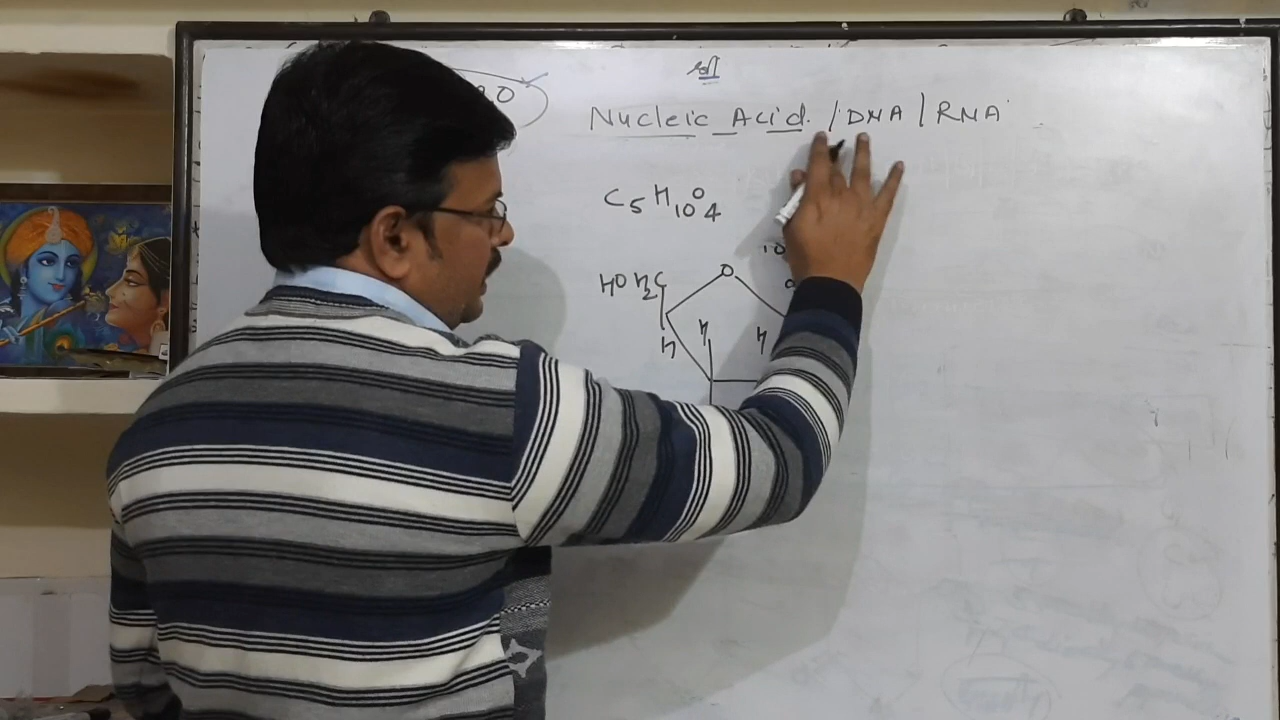 श्री
Nucleic Acid / DNA / RNA
C5H10O4
HOH2C O
H H
H